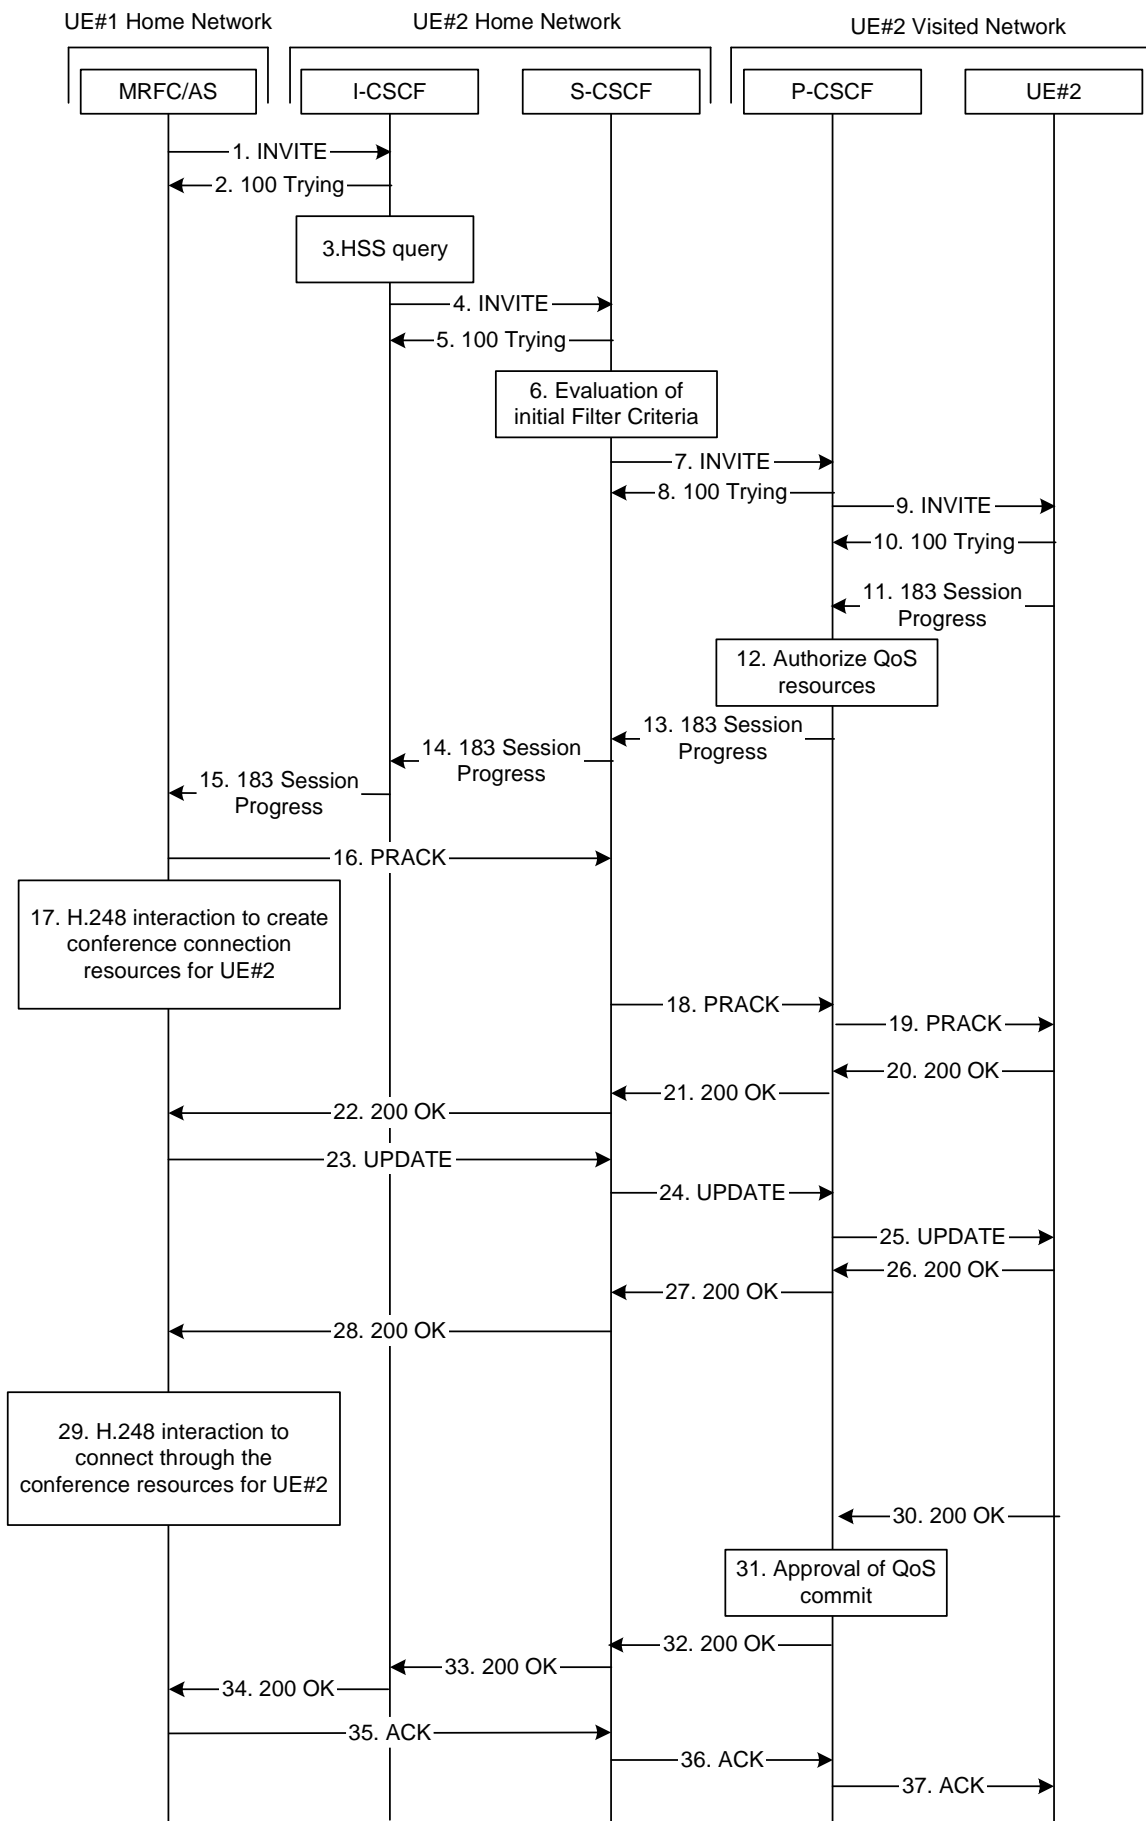 UE#1 Home Network
UE#2 Home Network
UE#2 Visited Network
MRFC/AS
I-CSCF
S-CSCF
P-CSCF
UE#2
1. INVITE
2. 100 Trying
3.HSS query
4. INVITE
5. 100 Trying
6. Evaluation of
initial Filter Criteria
7. INVITE
8. 100 Trying
9. INVITE
10. 100 Trying
11. 183 Session
Progress
12. Authorize QoS
resources
13. 183 Session
Progress
14. 183 Session
Progress
15. 183 Session
Progress
16. PRACK
17. H.248 interaction to create
conference connection
resources for UE#2
18. PRACK
19. PRACK
20. 200 OK
21. 200 OK
22. 200 OK
23. UPDATE
24. UPDATE
25. UPDATE
26. 200 OK
27. 200 OK
28. 200 OK
29. H.248 interaction to
connect through the
conference resources for UE#2
30. 200 OK
31. Approval of QoS
commit
32. 200 OK
33. 200 OK
34. 200 OK
35. ACK
36. ACK
37. ACK